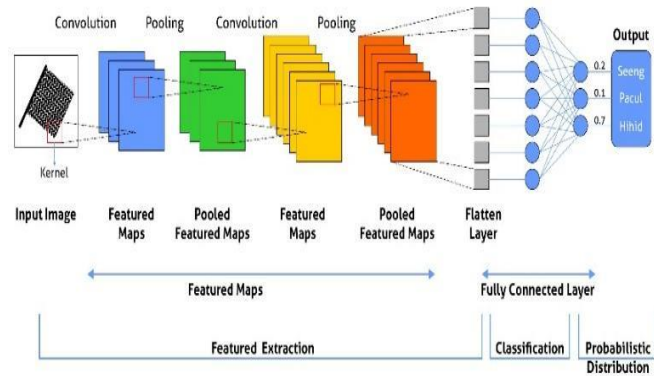 Convolution Pooling Convolution Pooling Output
0.2 Seeng
0.1 Pacul
0.7 Hihid
Kernel
Input Image Featured Maps Pooled Featured Maps Featured Maps Pooled Featured Maps Flatten Layer
Featured Maps Fully Connected Layer
Featured Extraction Classification Probabilistic Distribution